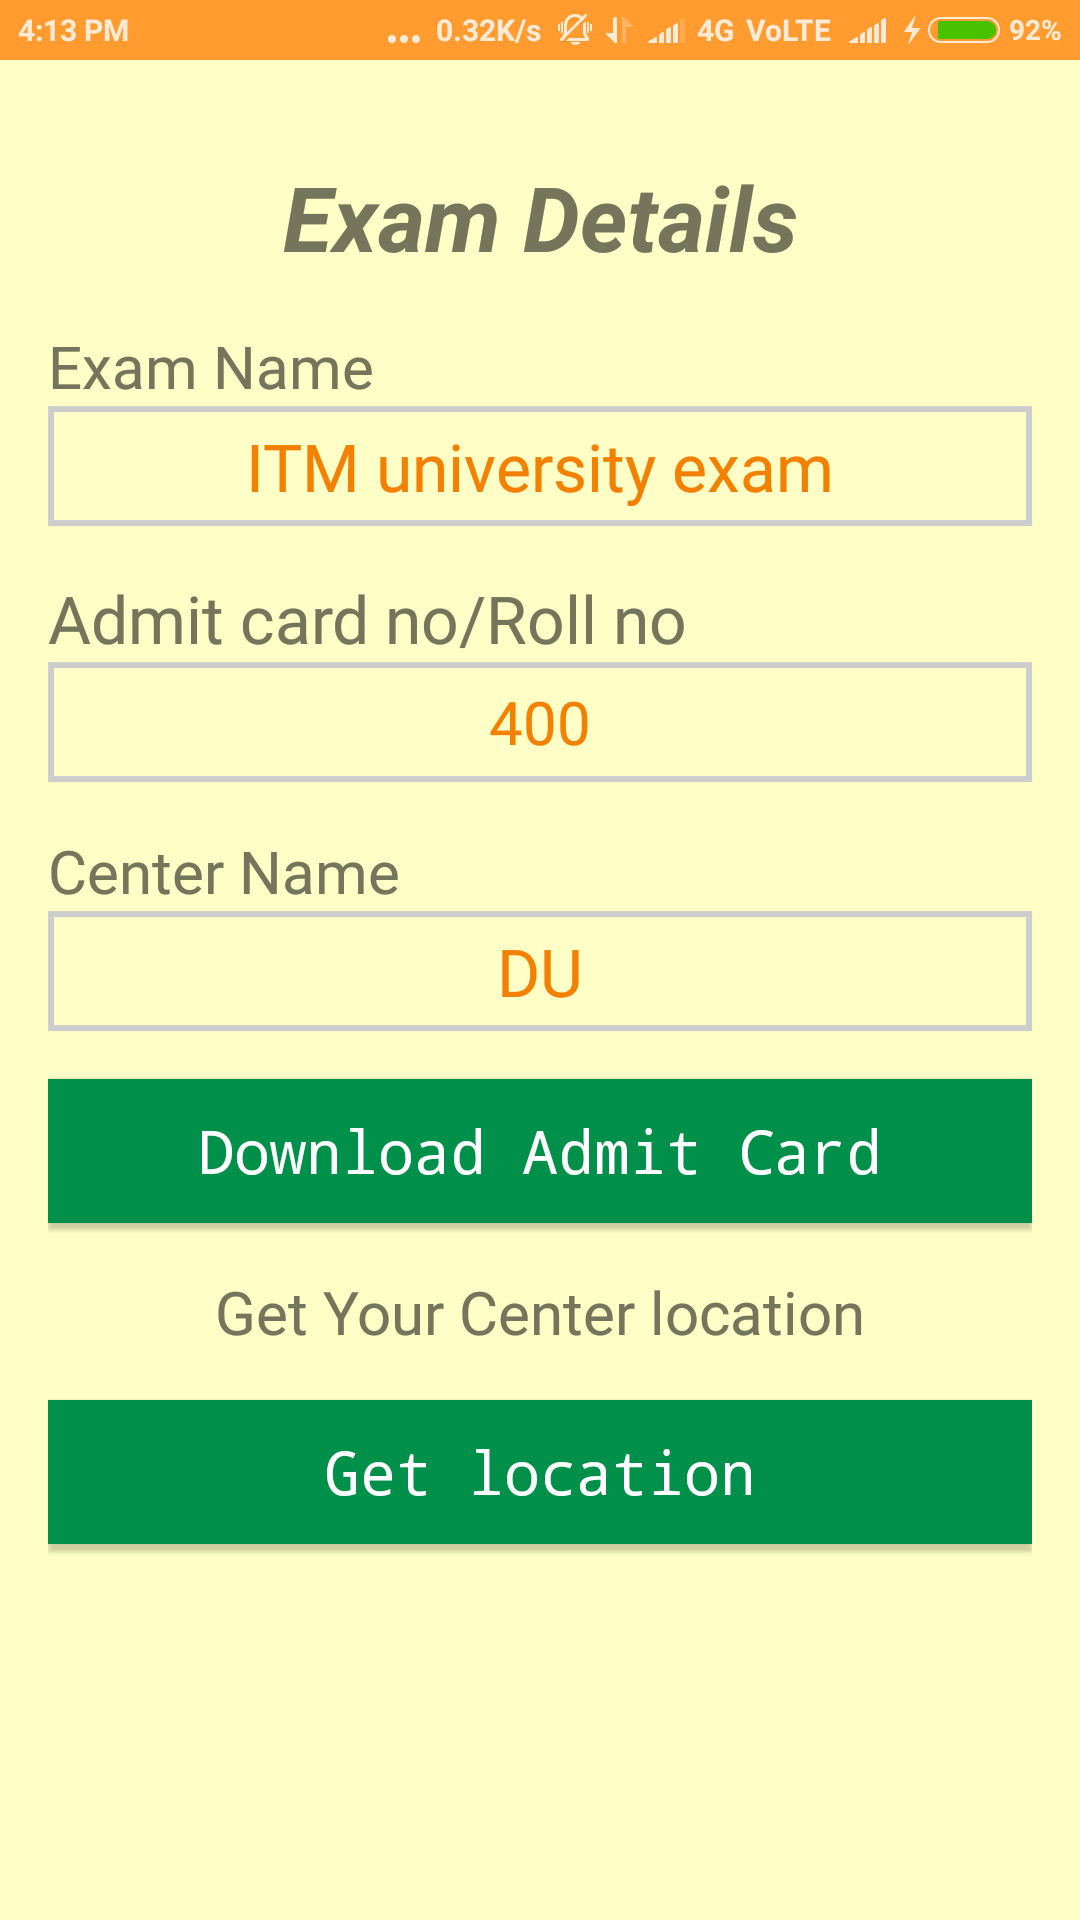 4:13 PM ... 0.32K/s 4G VoLTE 92%
Exam Details
Exam Name
ITM university exam
Admit card no/Roll no
400
Center Name
DU
Download Admit Card
Get Your Center location
Get location